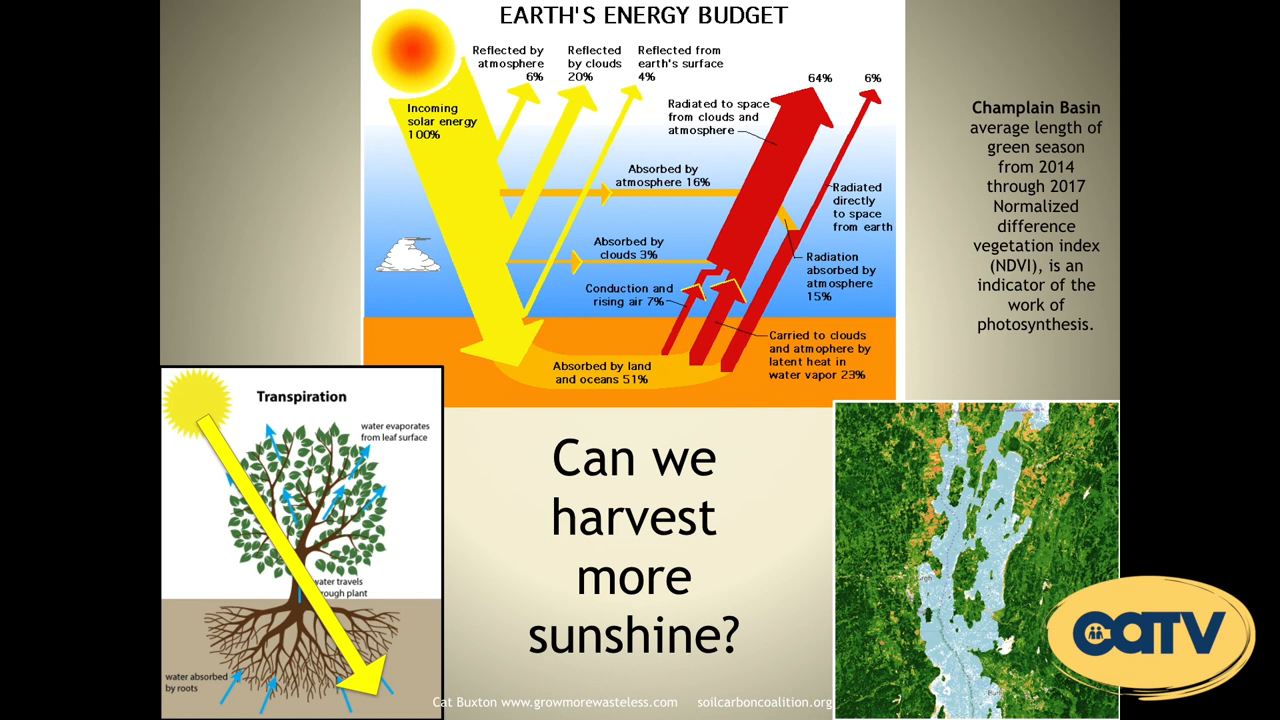 EARTH'S ENERGY BUDGET
Reflected by
atmosphere
6%
Reflected
by clouds
20%
Reflected from
earth's surface
4%
64%
6%
Incoming
solar energy
100%
Radiated to space
from clouds and
atmosphere
Absorbed by
atmosphere 16%
Radiated
directly
to space
from earth
Absorbed by
clouds 3%
Radiation
absorbed by
atmosphere
15%
Conduction and
rising air 7%
Carried to clouds
and atmophere by
latent heat in
water vapor 23%
Absorbed by land
and oceans 51%
Champlain Basin
average length of
green season
from 2014
through 2017
Normalized
difference
vegetation index
(NDVI), is an
indicator of the
work of
photosynthesis.
Transpiration
water evaporates
from leaf surface
water travels
rough plant
water absorbed
by roots
Can we
harvest
more
sunshine?
CATV
Cat Buxton www.growmorewasteless.com soilcarboncoalition.org